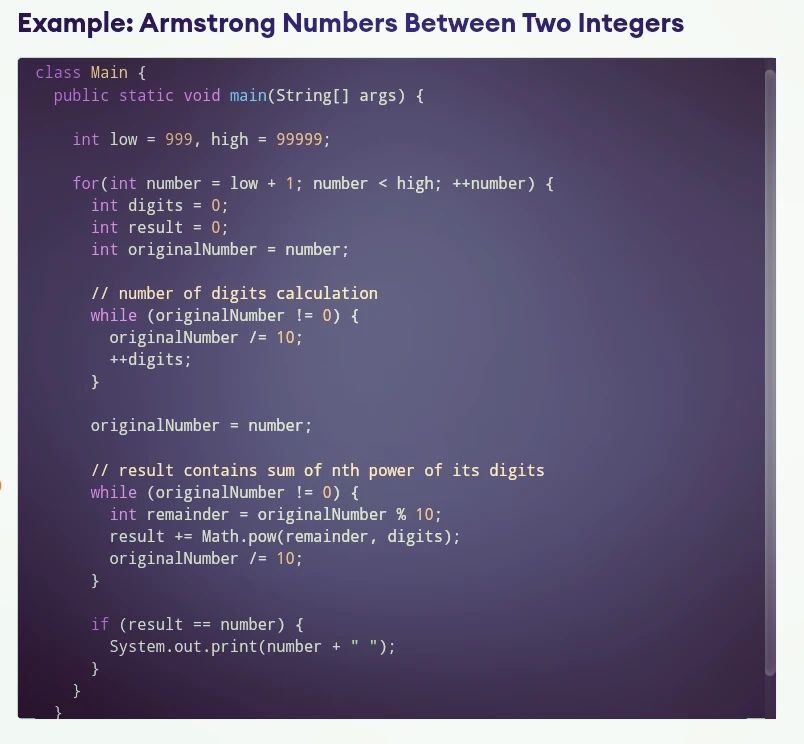 Example: Armstrong Numbers Between Two Integers
class Main {
public static void main(String[] args) {
int low = 999, high = 99999;
for(int number = low + 1; number < high; ++number) {
int digits = 0;
int result = 0;
int originalNumber = number;
// number of digits calculation
while (originalNumber != 0) {
originalNumber /= 10;
++digits;
}
originalNumber = number;
// result contains sum of nth power of its digits
while (originalNumber != 0) {
int remainder = originalNumber % 10;
result += Math.pow(remainder, digits);
originalNumber /= 10;
}
if (result == number) {
System.out.print(number + " ");
}
}
}